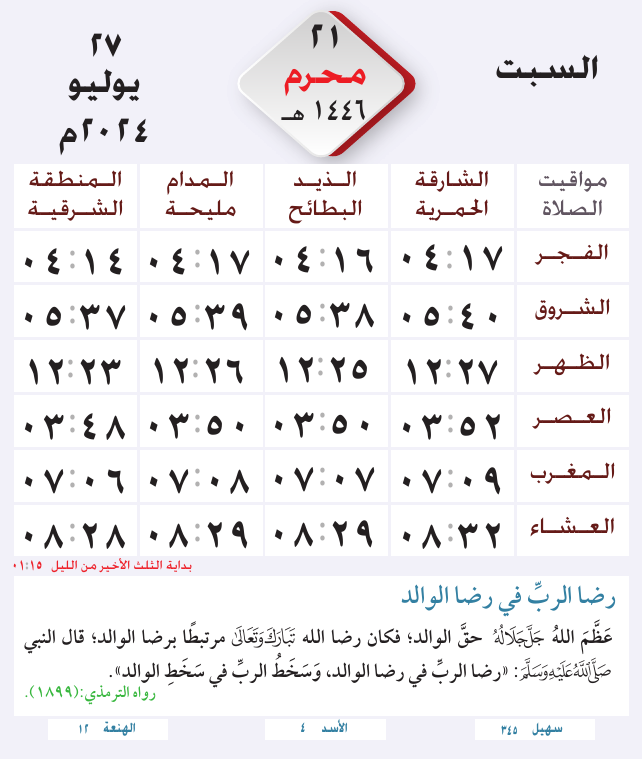 السبت
٢١
محرم
١٤٤٦ هـ
٢٧
يوليو
٢٠٢٤م
مواقيت الصلاة | الشارقة الحمرية | الذيد البطائح | المدام مليحة | المنطقة الشرقية
الفجر ٠٤:١٧ ٠٤:١٦ ٠٤:١٧ ٠٤:١٤
الشروق ٠٥:٤٠ ٠٥:٣٨ ٠٥:٣٩ ٠٥:٣٧
الظهر ١٢:٢٧ ١٢:٢٥ ١٢:٢٦ ١٢:٢٣
العصر ٠٣:٥٢ ٠٣:٥٠ ٠٣:٥٠ ٠٣:٤٨
المغرب ٠٧:٠٩ ٠٧:٠٧ ٠٧:٠٨ ٠٧:٠٦
العشاء ٠٨:٣٢ ٠٨:٢٩ ٠٨:٢٩ ٠٨:٢٨
بداية الثلث الأخير من الليل ٠١:١٥
رضا الربِّ في رضا الوالد
عَظَّمَ اللهُ جَلَّ جَلَالُهُ حقَّ الوالد؛ فكان رضا الله تَبَارَكَ وَتَعَالَى مرتبطًا برضا الوالد؛ قال النبي
صَلَّى اللَّهُ عَلَيْهِ وَسَلَّمَ: «رضا الربِّ في رضا الوالد، وَسَخَطُ الربِّ في سَخَطِ الوالد».
رواه الترمذي:(١٨٩٩).
سهيل ٣٤٥
الأسد ٤
الهنعة ١٢